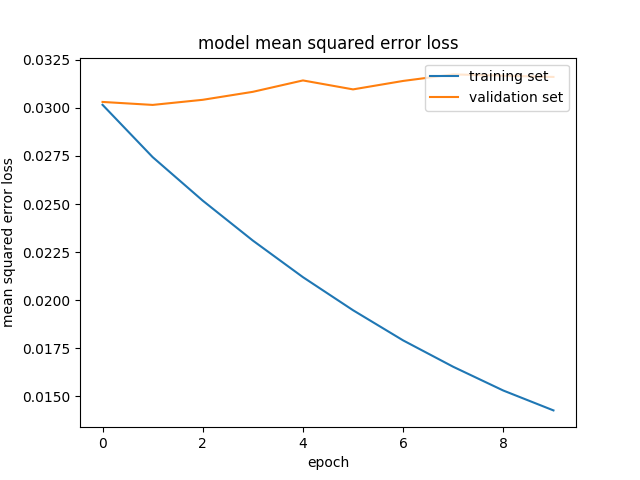 model mean squared error loss
0.0325
0.0300
0.0275
0.0250
0.0225
0.0200
0.0175
0.0150
mean squared error loss
training set
validation set
0 2 4 6 8
epoch